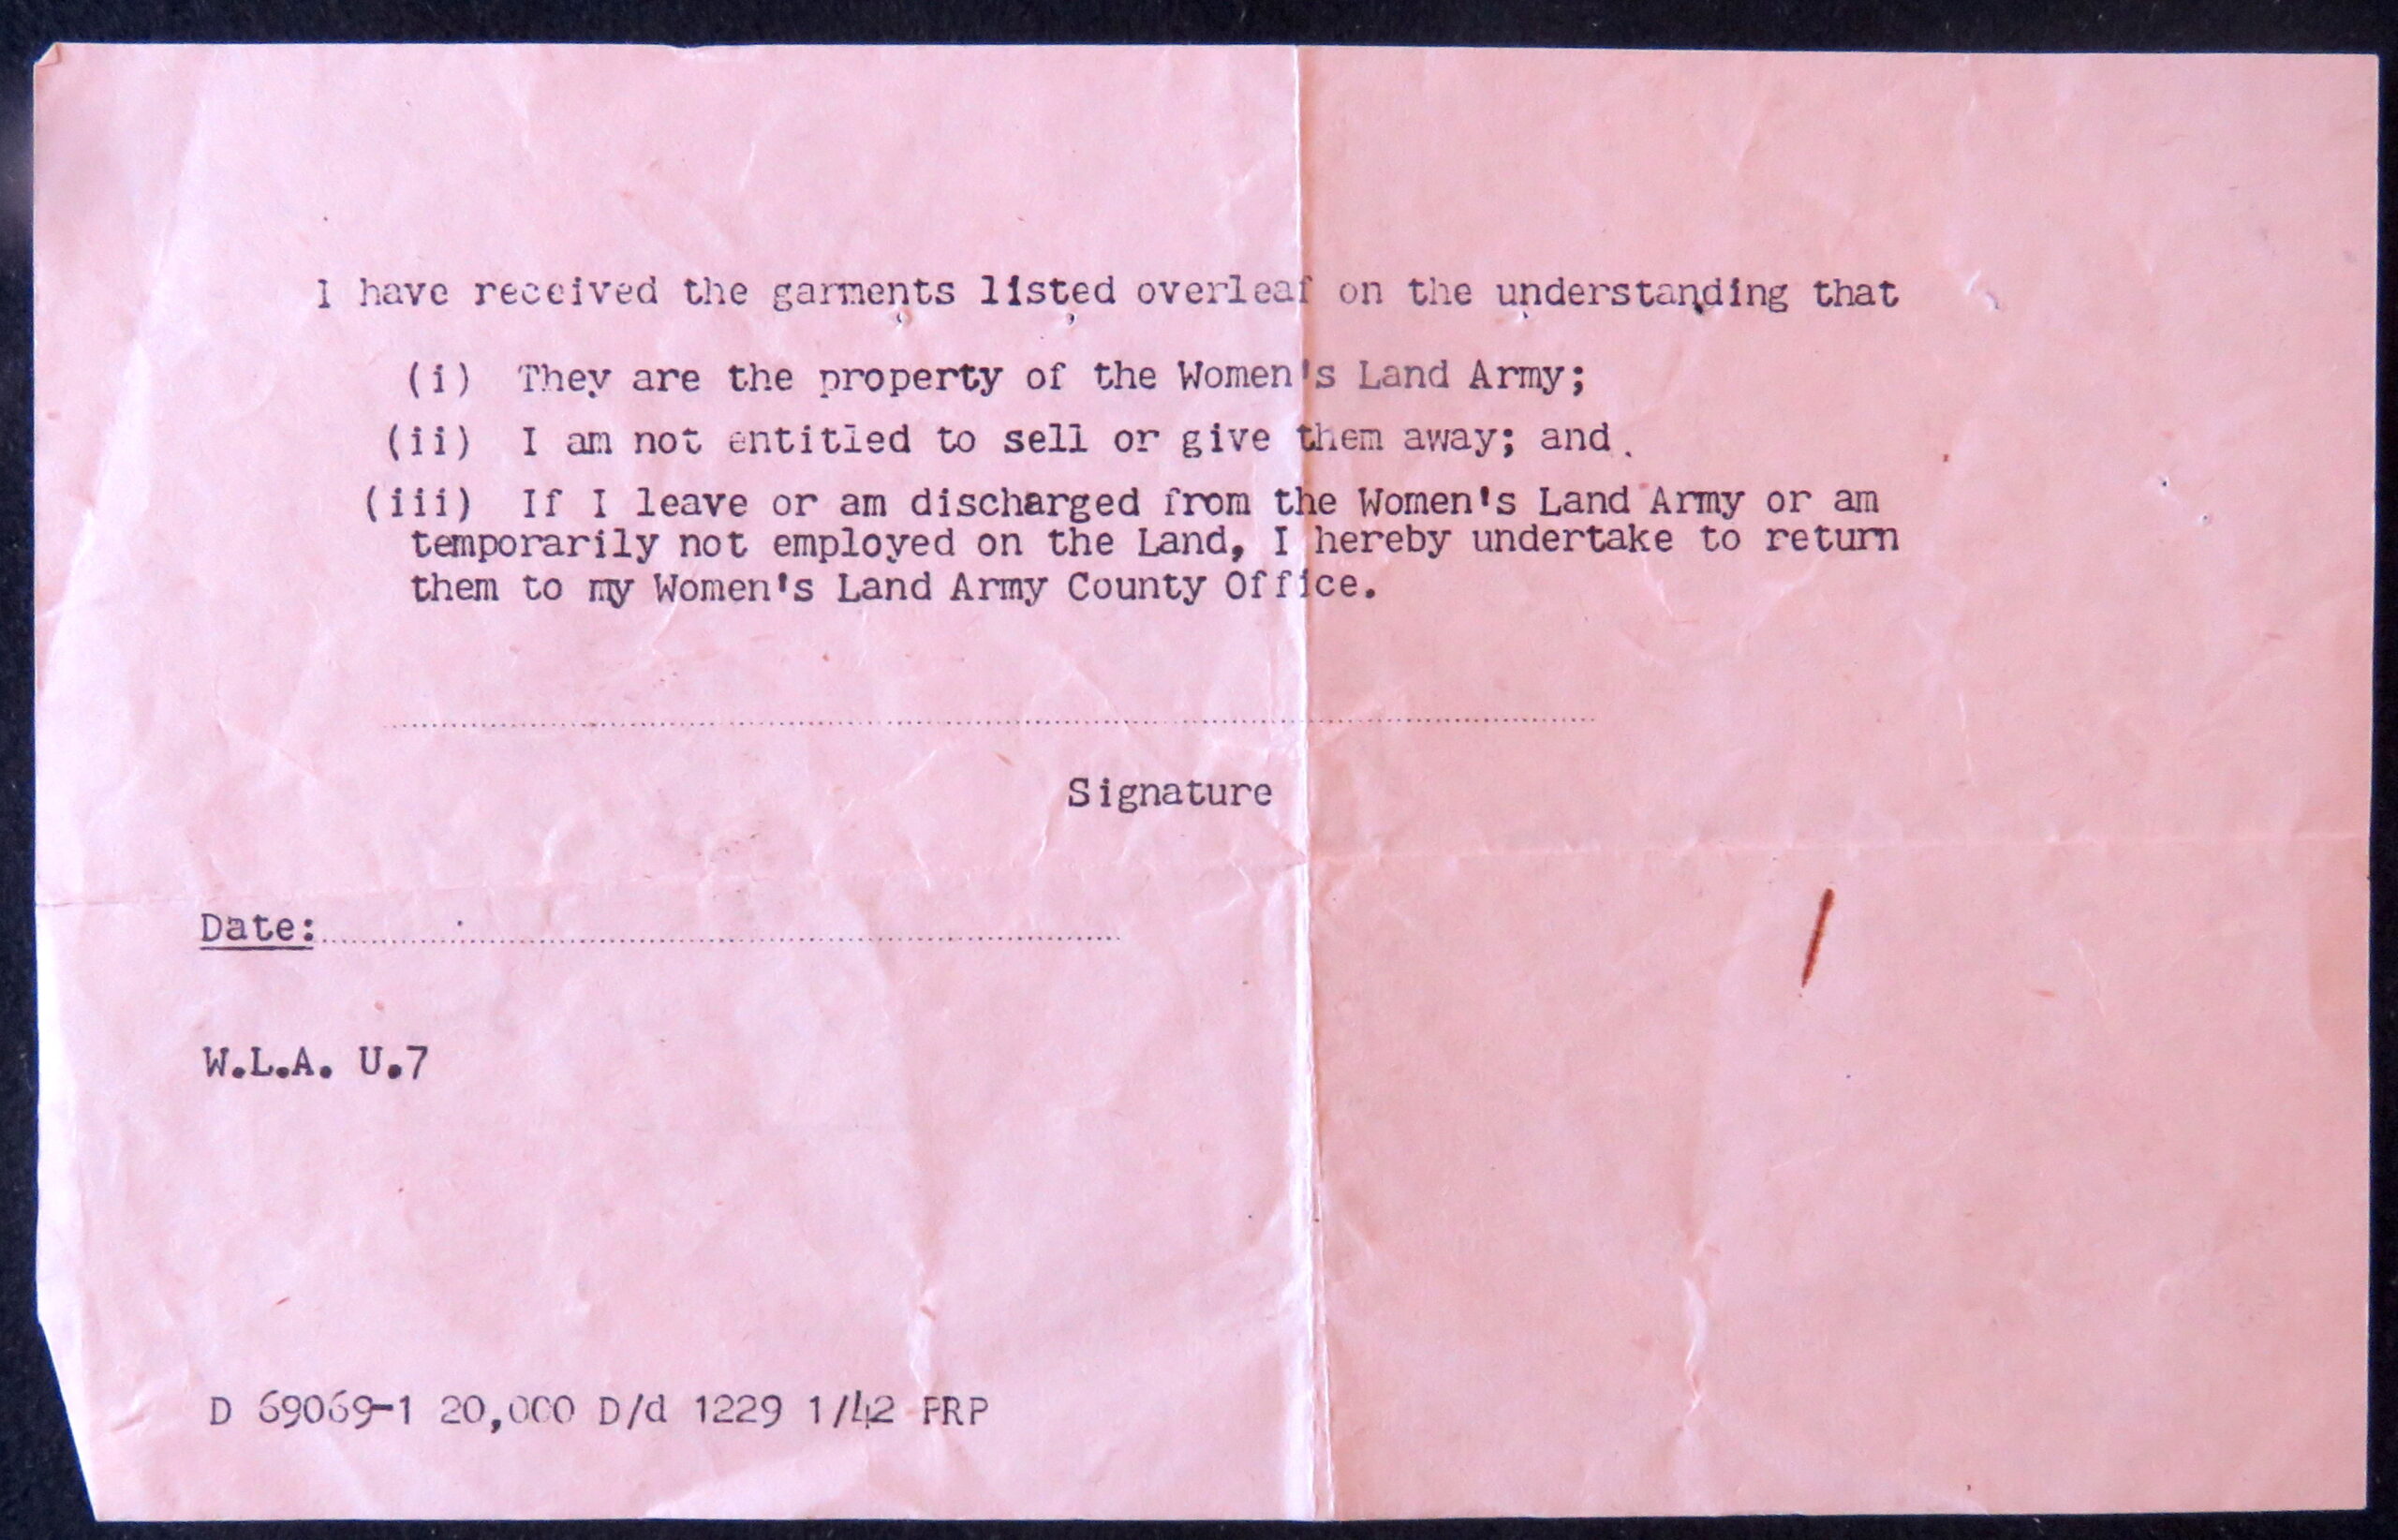 I have received the garments listed overleaf on the understanding that
(i) They are the property of the Women's Land Army;
(ii) I am not entitled to sell or give them away; and.
(iii) If I leave or am discharged from the Women's Land Army or am
temporarily not employed on the Land, I hereby undertake to return
them to my Women's Land Army County Office.
Signature
Date:
W.L.A. U.7
D 69069-1 20,000 D/d 1229 1/42 FRP